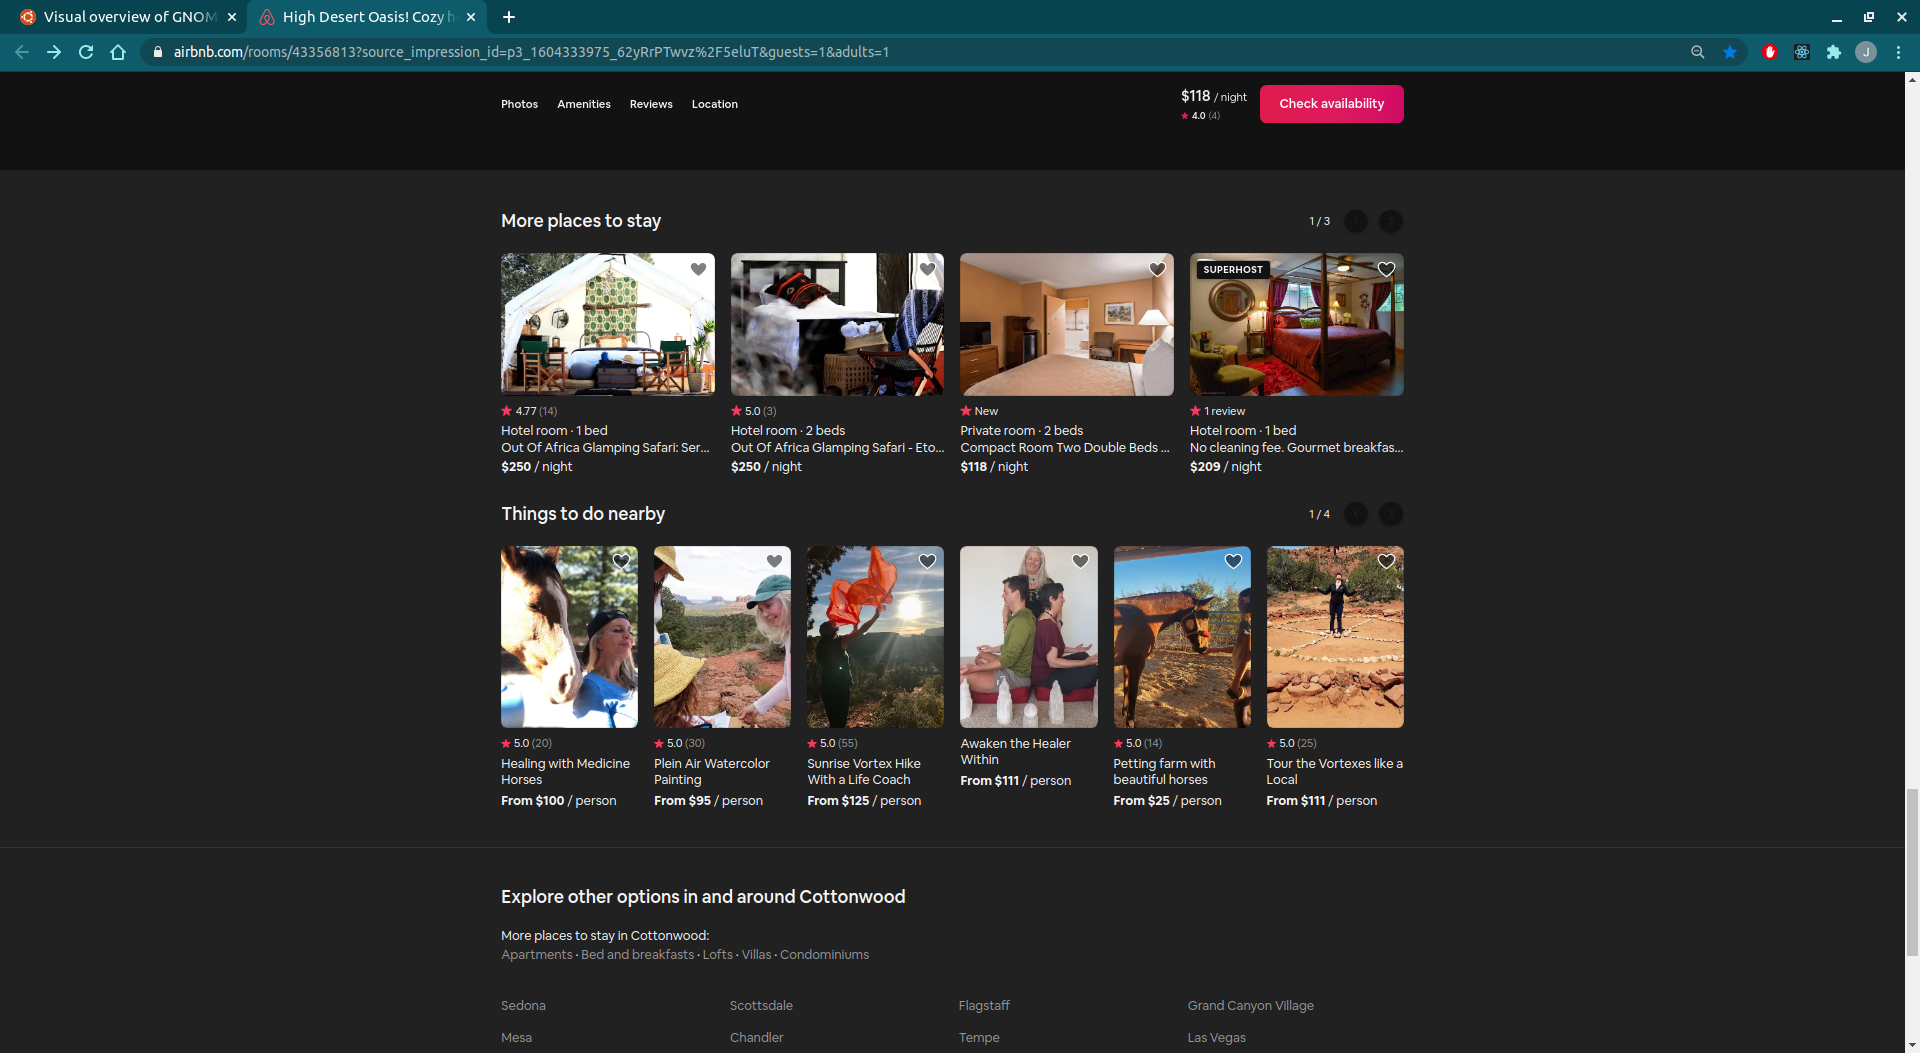 Visual overview of GNOM
High Desert Oasis! Cozy h
airbnb.com/rooms/43356813?source_impression_id=p3_1604333975_62yRrPTwvz%2F5eluT&guests=1&adults=1
J
Photos Amenities Reviews Location
$118 / night
4.0 (4)
Check availability
More places to stay
1 / 3
SUPERHOST
4.77 (14)
Hotel room · 1 bed
Out Of Africa Glamping Safari: Ser...
$250 / night
5.0 (3)
Hotel room · 2 beds
Out Of Africa Glamping Safari - Eto...
$250 / night
New
Private room · 2 beds
Compact Room Two Double Beds ...
$118 / night
1 review
Hotel room · 1 bed
No cleaning fee. Gourmet breakfas...
$209 / night
Things to do nearby
1 / 4
5.0 (20)
Healing with Medicine
Horses
From $100 / person
5.0 (30)
Plein Air Watercolor
Painting
From $95 / person
5.0 (55)
Sunrise Vortex Hike
With a Life Coach
From $125 / person
Awaken the Healer
Within
From $111 / person
5.0 (14)
Petting farm with
beautiful horses
From $25 / person
5.0 (25)
Tour the Vortexes like a
Local
From $111 / person
Explore other options in and around Cottonwood
More places to stay in Cottonwood:
Apartments · Bed and breakfasts · Lofts · Villas · Condominiums
Sedona Scottsdale Flagstaff Grand Canyon Village
Mesa Chandler Tempe Las Vegas